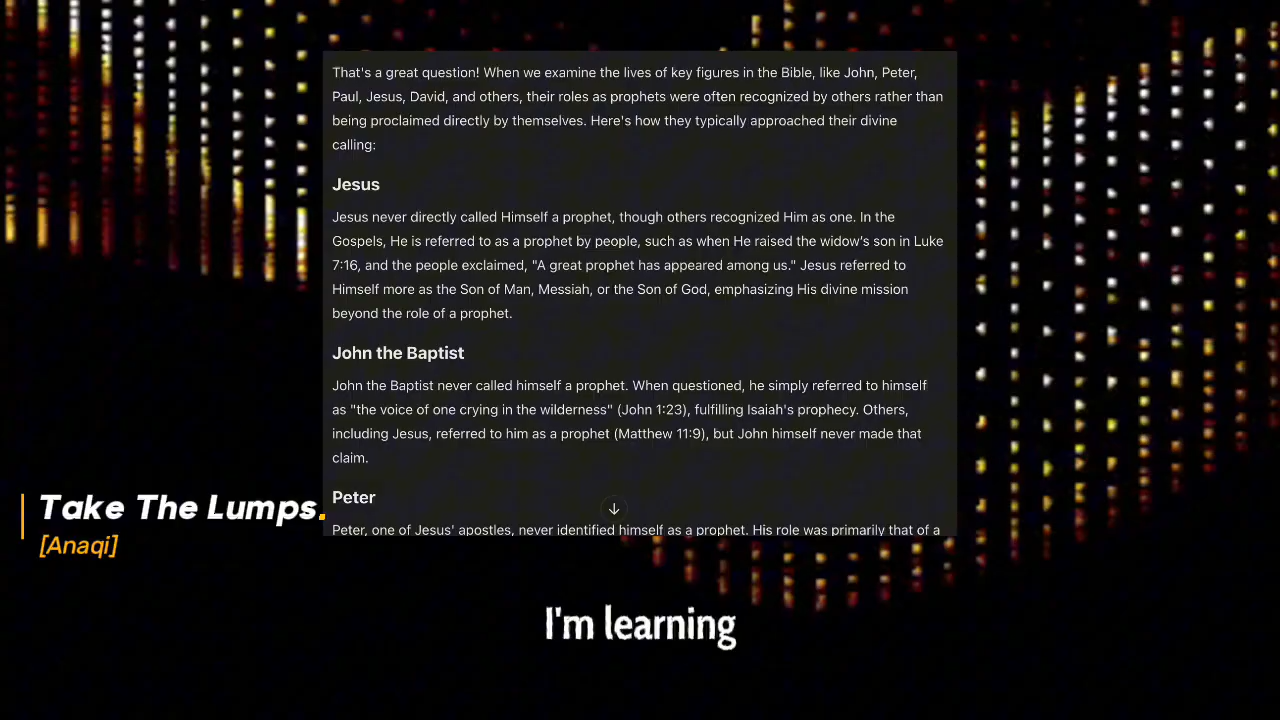 That's a great question! When we examine the lives of key figures in the Bible, like John, Peter,
Paul, Jesus, David, and others, their roles as prophets were often recognized by others rather than
being proclaimed directly by themselves. Here's how they typically approached their divine
calling:
Jesus
Jesus never directly called Himself a prophet, though others recognized Him as one. In the
Gospels, He is referred to as a prophet by people, such as when He raised the widow's son in Luke
7:16, and the people exclaimed, "A great prophet has appeared among us." Jesus referred to
Himself more as the Son of Man, Messiah, or the Son of God, emphasizing His divine mission
beyond the role of a prophet.
John the Baptist
John the Baptist never called himself a prophet. When questioned, he simply referred to himself
as "the voice of one crying in the wilderness" (John 1:23), fulfilling Isaiah's prophecy. Others,
including Jesus, referred to him as a prophet (Matthew 11:9), but John himself never made that
claim.
Peter
Peter, one of Jesus' apostles, never identified himself as a prophet. His role was primarily that of a
Take The Lumps.
[Anaqi]
I'm learning